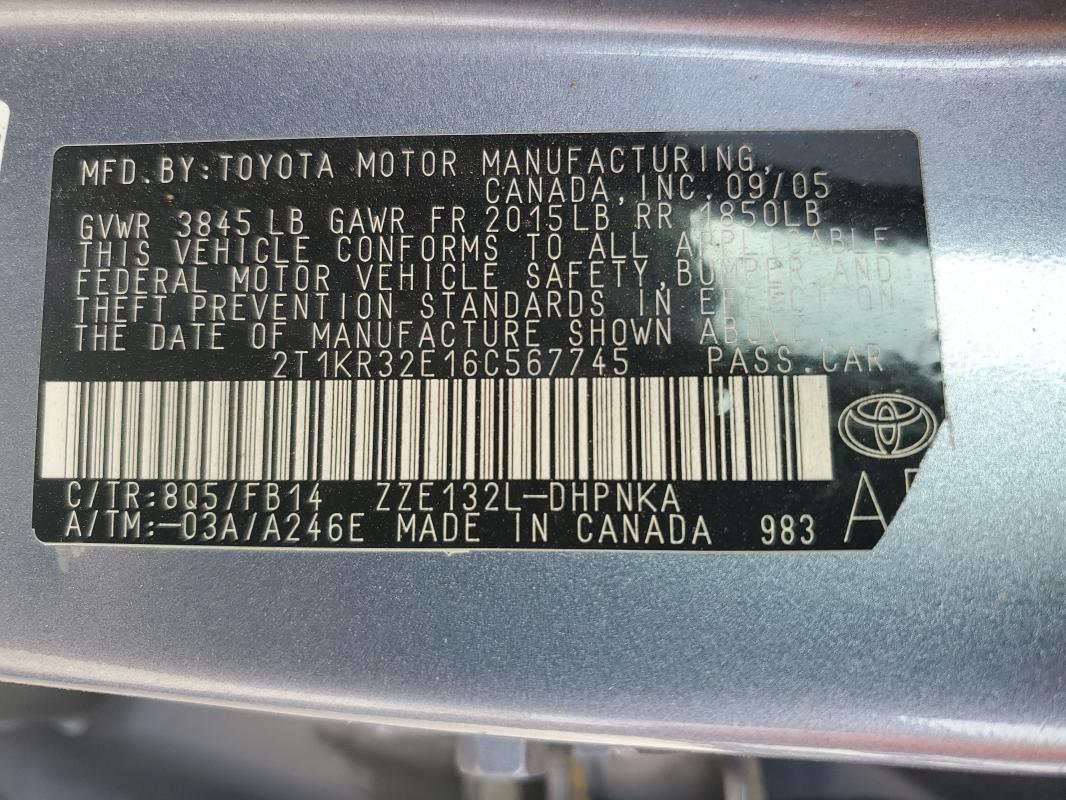 MFD.BY:TOYOTA MOTOR MANUFACTURING,
CANADA,INC. 09/05
GVWR 3845 LB GAWR FR 2015LB RR 1850LB
THIS VEHICLE CONFORMS TO ALL APPLICABLE
FEDERAL MOTOR VEHICLE SAFETY,BUMPER AND
THEFT PREVENTION STANDARDS IN EFFECT ON
THE DATE OF MANUFACTURE SHOWN ABOVE.
2T1KR32E16C567745 PASS.CAR
C/TR:8Q5/FB14 ZZE132L-DHPNKA
A/TM:-03A/A246E MADE IN CANADA 983 A